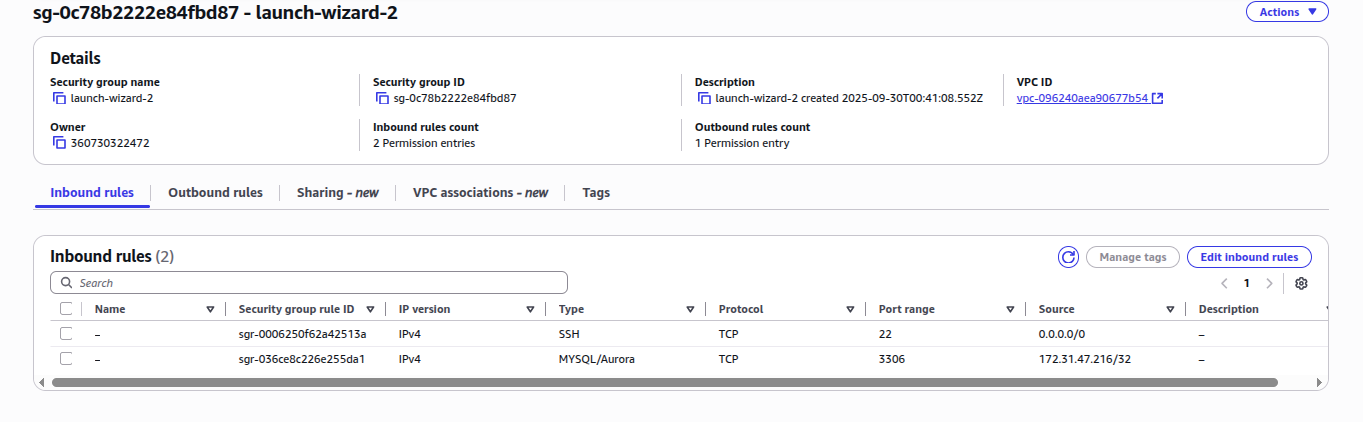 sg-0c78b2222e84fbd87 - launch-wizard-2
Actions
Details
Security group name
launch-wizard-2
Security group ID
sg-0c78b2222e84fbd87
Description
launch-wizard-2 created 2025-09-30T00:41:08.552Z
VPC ID
vpc-096240aea90677b54
Owner
360730322472
Inbound rules count
2 Permission entries
Outbound rules count
1 Permission entry
Inbound rules
Outbound rules
Sharing - new
VPC associations - new
Tags
Inbound rules (2)
Manage tags
Edit inbound rules
Search
1
Name Security group rule ID IP version Type Protocol Port range Source Description
– sgr-0006250f62a42513a IPv4 SSH TCP 22 0.0.0.0/0 –
– sgr-036ce8c226e255da1 IPv4 MYSQL/Aurora TCP 3306 172.31.47.216/32 –